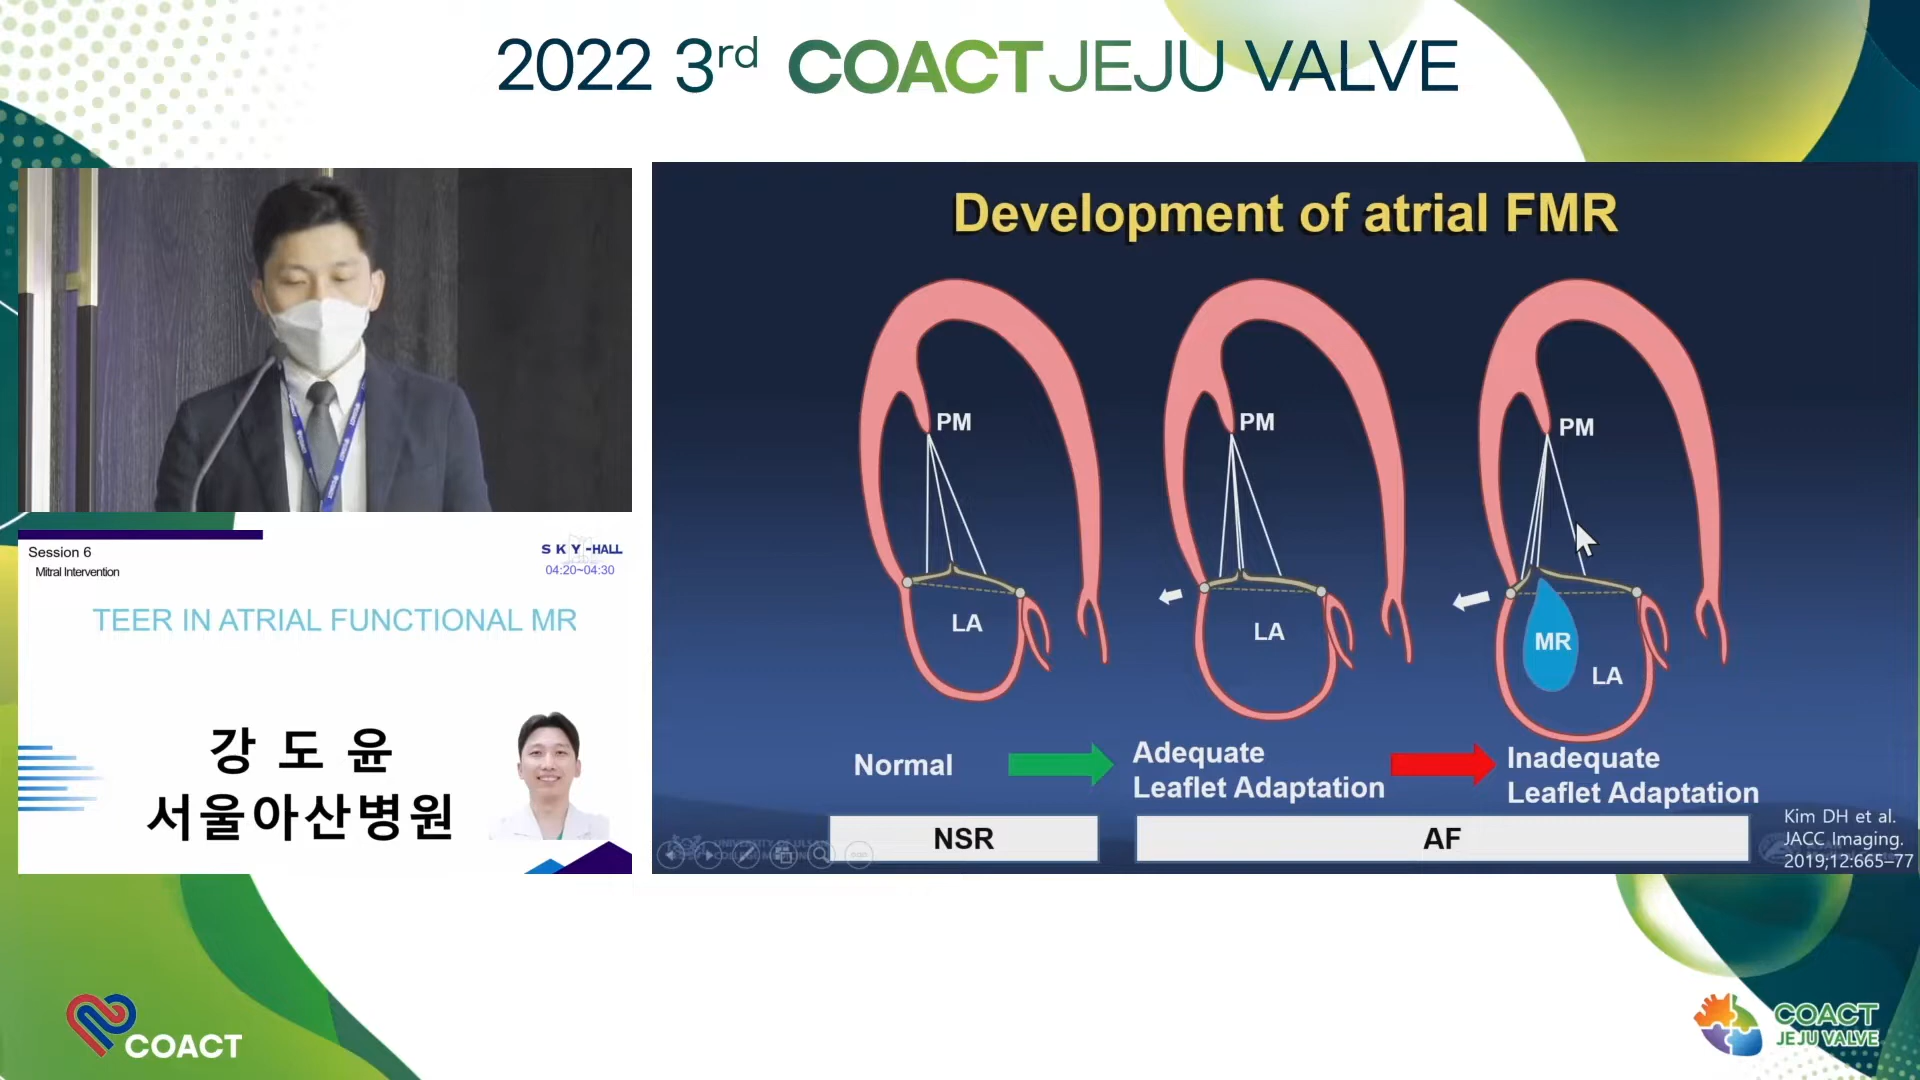 2022 3rd COACT JEJU VALVE
Session 6
Mitral Intervention
SKY-HALL
04:20~04:30
TEER IN ATRIAL FUNCTIONAL MR
강 도 윤
서울아산병원
Development of atrial FMR
PM
PM
PM
LA
LA
MR
LA
Normal
Adequate
Leaflet Adaptation
Inadequate
Leaflet Adaptation
NSR
AF
Kim DH et al.
JACC Imaging.
2019;12:665–77
COACT
COACT
JEJU VALVE